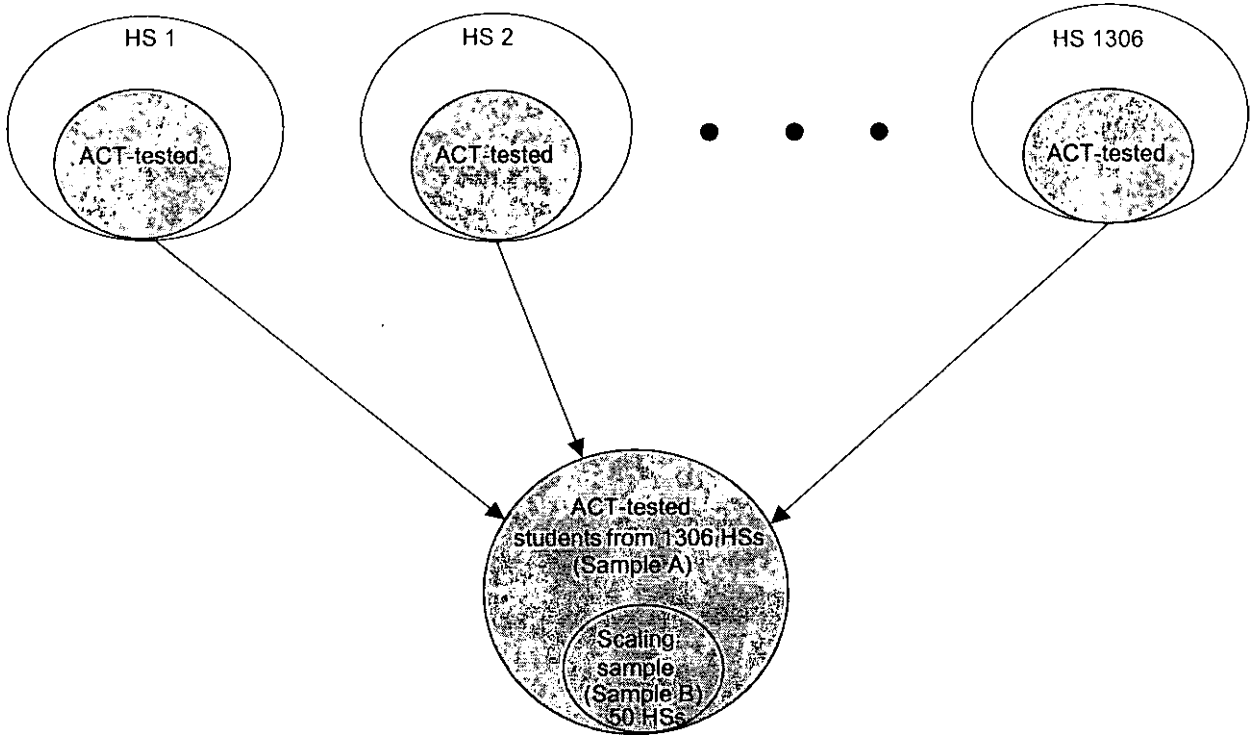 HS 1
HS 2
HS 1306
ACT-tested
ACT-tested
ACT-tested
ACT-tested
students from 1306 HSs
(Sample A)
Scaling
sample
(Sample B)
50 HSs